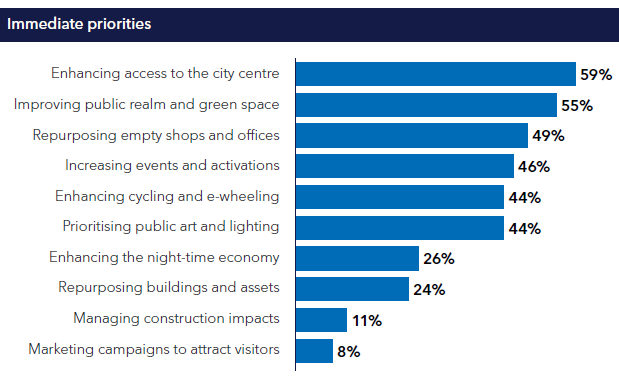 Immediate priorities
Enhancing access to the city centre 59%
Improving public realm and green space 55%
Repurposing empty shops and offices 49%
Increasing events and activations 46%
Enhancing cycling and e-wheeling 44%
Prioritising public art and lighting 44%
Enhancing the night-time economy 26%
Repurposing buildings and assets 24%
Managing construction impacts 11%
Marketing campaigns to attract visitors 8%